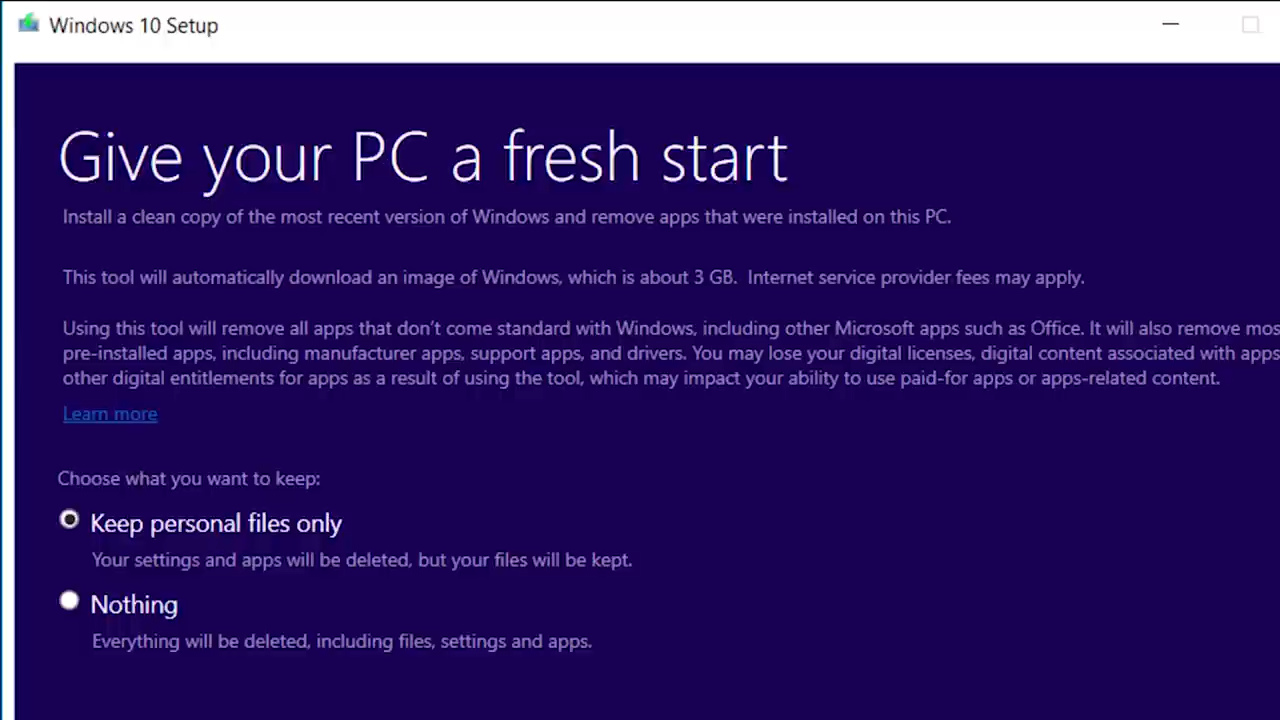 Windows 10 Setup
Give your PC a fresh start
Install a clean copy of the most recent version of Windows and remove apps that were installed on this PC.
This tool will automatically download an image of Windows, which is about 3 GB.  Internet service provider fees may apply.
Using this tool will remove all apps that don't come standard with Windows, including other Microsoft apps such as Office. It will also remove mos
pre-installed apps, including manufacturer apps, support apps, and drivers. You may lose your digital licenses, digital content associated with apps
other digital entitlements for apps as a result of using the tool, which may impact your ability to use paid-for apps or apps-related content.
Learn more
Choose what you want to keep:
Keep personal files only
Your settings and apps will be deleted, but your files will be kept.
Nothing
Everything will be deleted, including files, settings and apps.